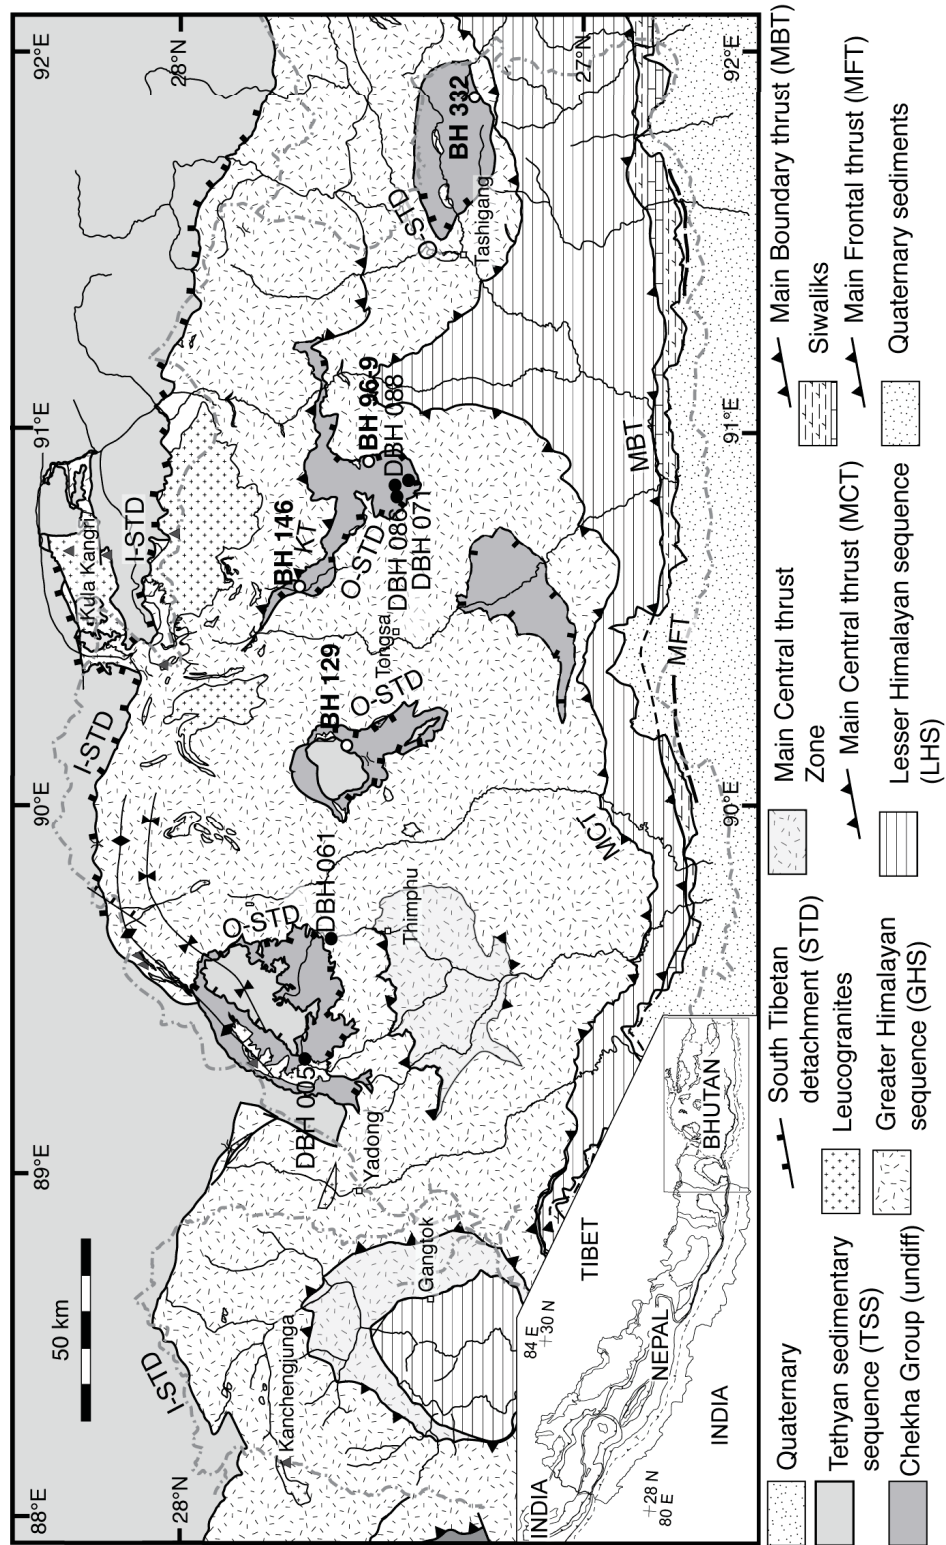 88°E
89°E
90°E
91°E
92°E
50 km
I-STD
I-STD
Kula Kangri
I-STD
28°N
28°N
Kanchenjunga
Gangtok
Yadong
DBH 005
O-STD
DBH 061
Thimphu
BH 129
O-STD
Tongsa
BH 146
KT
O-STD
DBH 086
DBH 071
BH 96-9
DBH 088
O-STD
Tashigang
BH 332
27°N
MCT
MBT
MFT
90°E
91°E
92°E
84 E
30 N
TIBET
NEPAL
BHUTAN
INDIA
INDIA
28 N
80 E
Quaternary
Tethyan sedimentary
sequence (TSS)
Chekha Group (undiff)
South Tibetan
detachment (STD)
Leucogranites
Greater Himalayan
sequence (GHS)
Main Central thrust
Zone
Main Central thrust (MCT)
Lesser Himalayan sequence
(LHS)
Main Boundary thrust (MBT)
Siwaliks
Main Frontal thrust (MFT)
Quaternary sediments